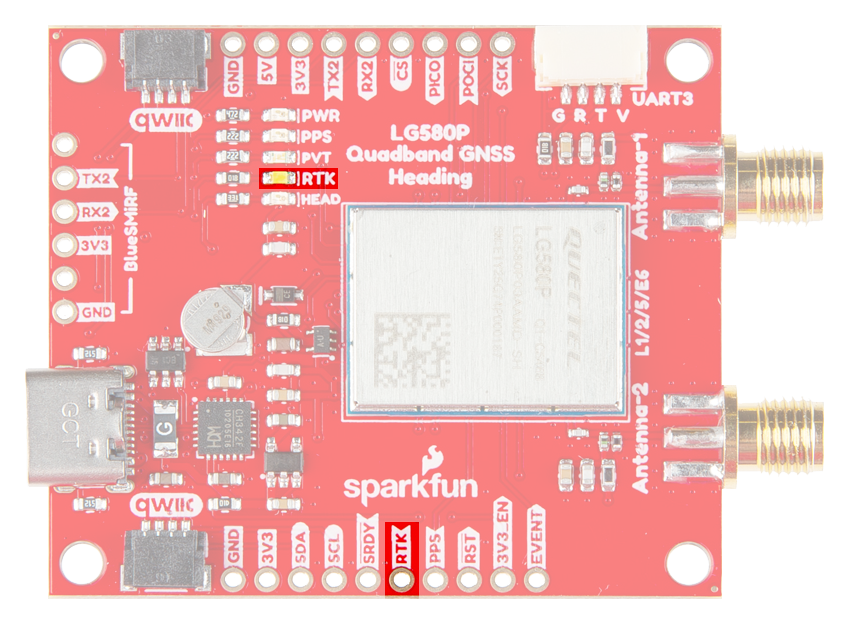 GND
5V
3V3
TX2
RX2
CS
PICO
POCI
SCK
UART3
G R T V
qwiic
PWR
PPS
PVT
RTK
HEAD
LG580P
Quadband GNSS
Heading
Antenna-1
TX2
RX2
3V3
GND
BlueSMiRF
QUECTEL
LG580P
L1/2/5/E6
Antenna-2
GCT
G
sparkfun
qwiic
GND
3V3
SDA
SCL
SRDY
RTK
PPS
RST
3V3_EN
EVENT